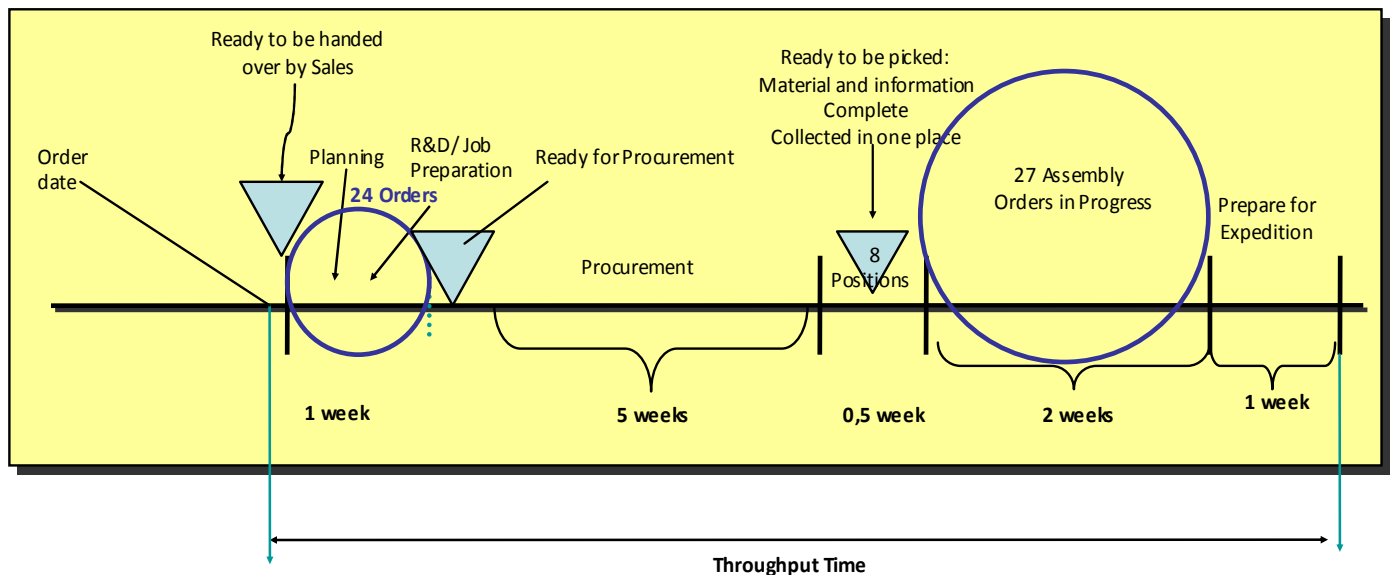 Ready to be handed
over by Sales
Ready to be picked:
Material and information
Complete
Collected in one place
Order
date
Planning
R&D/ Job
Preparation
Ready for Procurement
24 Orders
27 Assembly
Orders in Progress
Prepare for
Expedition
Procurement
8
Positions
1 week
5 weeks
0,5 week
2 weeks
1 week
Throughput Time